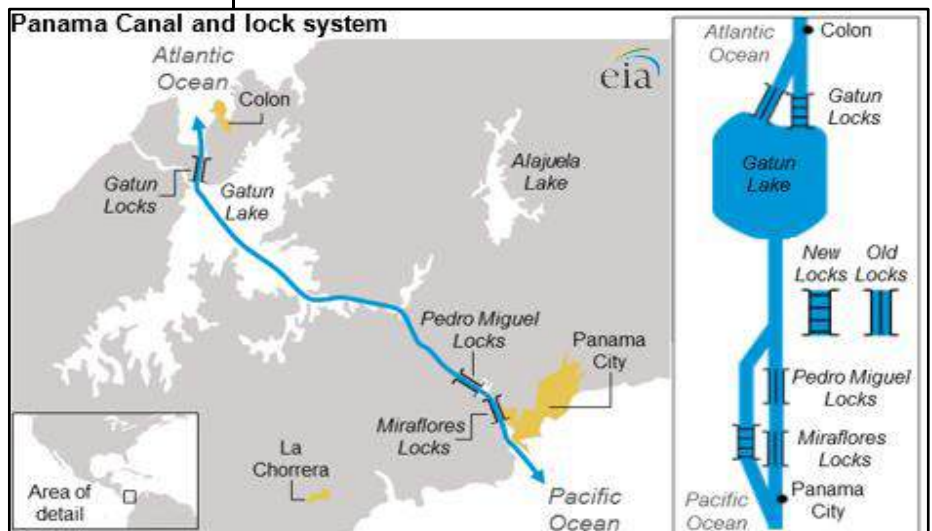 Panama Canal and lock system
Atlantic
Ocean
Colon
eia
Gatun
Locks
Gatun
Lake
Alajuela
Lake
Pedro Miguel
Locks
Panama
City
Miraflores
Locks
La
Chorrera
Area of
detail
Pacific
Ocean
Atlantic
Ocean
Colon
Gatun
Locks
Gatun
Lake
New
Locks
Old
Locks
Pedro Miguel
Locks
Miraflores
Locks
Panama
City
Pacific
Ocean